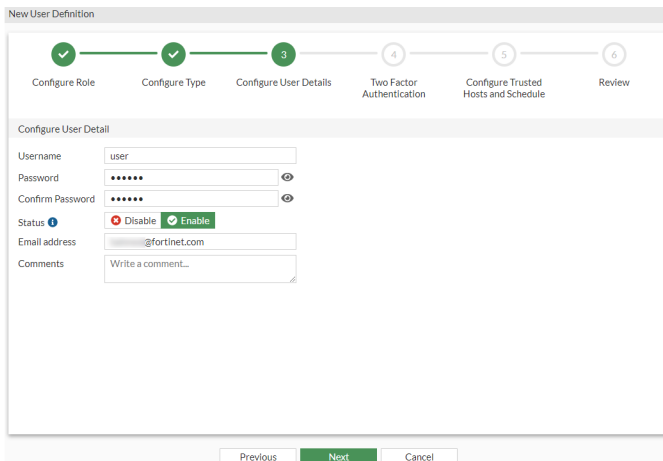 New User Definition
3
4
5
6
Configure Role
Configure Type
Configure User Details
Two Factor
Authentication
Configure Trusted
Hosts and Schedule
Review
Configure User Detail
Username user
Password ••••••
Confirm Password ••••••
Status Disable Enable
Email address @fortinet.com
Comments Write a comment...
Previous Next Cancel